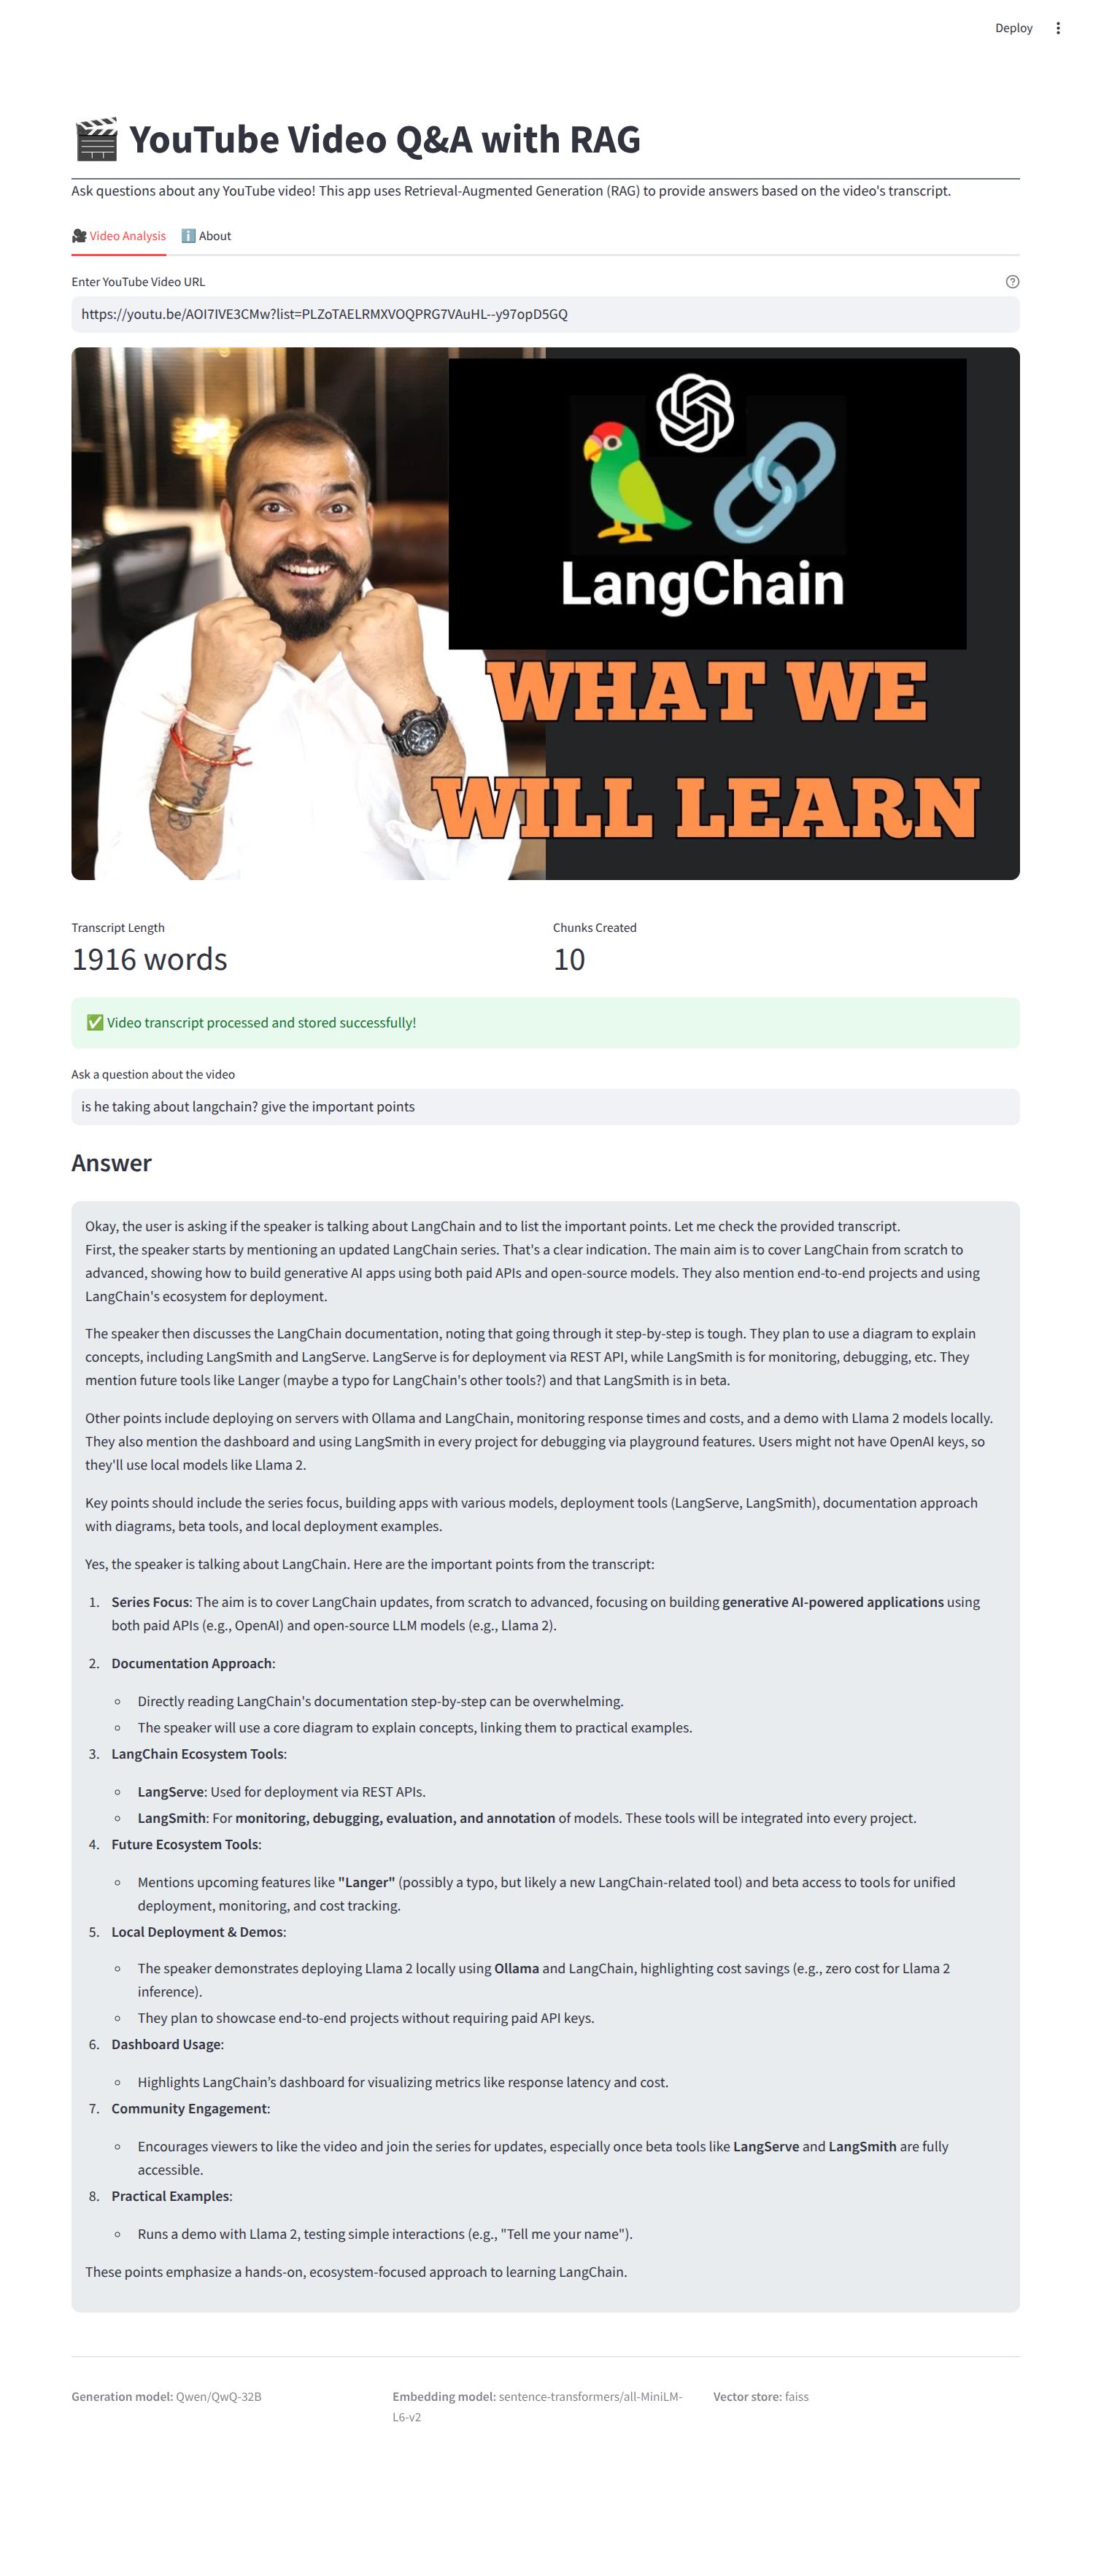 Deploy
🎬 YouTube Video Q&A with RAG
Ask questions about any YouTube video! This app uses Retrieval-Augmented Generation (RAG) to provide answers based on the video's transcript.
🎥 Video Analysis ℹ️ About
Enter YouTube Video URL
https://youtu.be/AOI7IVE3CMw?list=PLZoTAELRMXVOQPRG7VAuHL--y97opD5GQ
LangChain
WHAT WE
WILL LEARN
Transcript Length
1916 words
Chunks Created
10
✅ Video transcript processed and stored successfully!
Ask a question about the video
is he taking about langchain? give the important points
Answer
Okay, the user is asking if the speaker is talking about LangChain and to list the important points. Let me check the provided transcript.
First, the speaker starts by mentioning an updated LangChain series. That's a clear indication. The main aim is to cover LangChain from scratch to
advanced, showing how to build generative AI apps using both paid APIs and open-source models. They also mention end-to-end projects and using
LangChain's ecosystem for deployment.
The speaker then discusses the LangChain documentation, noting that going through it step-by-step is tough. They plan to use a diagram to explain
concepts, including LangSmith and LangServe. LangServe is for deployment via REST API, while LangSmith is for monitoring, debugging, etc. They
mention future tools like Langer (maybe a typo for LangChain's other tools?) and that LangSmith is in beta.
Other points include deploying on servers with Ollama and LangChain, monitoring response times and costs, and a demo with Llama 2 models locally.
They also mention the dashboard and using LangSmith in every project for debugging via playground features. Users might not have OpenAI keys, so
they'll use local models like Llama 2.
Key points should include the series focus, building apps with various models, deployment tools (LangServe, LangSmith), documentation approach
with diagrams, beta tools, and local deployment examples.
Yes, the speaker is talking about LangChain. Here are the important points from the transcript:
1. Series Focus: The aim is to cover LangChain updates, from scratch to advanced, focusing on building generative AI-powered applications using
both paid APIs (e.g., OpenAI) and open-source LLM models (e.g., Llama 2).
2. Documentation Approach:
◦ Directly reading LangChain's documentation step-by-step can be overwhelming.
◦ The speaker will use a core diagram to explain concepts, linking them to practical examples.
3. LangChain Ecosystem Tools:
◦ LangServe: Used for deployment via REST APIs.
◦ LangSmith: For monitoring, debugging, evaluation, and annotation of models. These tools will be integrated into every project.
4. Future Ecosystem Tools:
◦ Mentions upcoming features like "Langer" (possibly a typo, but likely a new LangChain-related tool) and beta access to tools for unified
deployment, monitoring, and cost tracking.
5. Local Deployment & Demos:
◦ The speaker demonstrates deploying Llama 2 locally using Ollama and LangChain, highlighting cost savings (e.g., zero cost for Llama 2
inference).
◦ They plan to showcase end-to-end projects without requiring paid API keys.
6. Dashboard Usage:
◦ Highlights LangChain’s dashboard for visualizing metrics like response latency and cost.
7. Community Engagement:
◦ Encourages viewers to like the video and join the series for updates, especially once beta tools like LangServe and LangSmith are fully
accessible.
8. Practical Examples:
◦ Runs a demo with Llama 2, testing simple interactions (e.g., "Tell me your name").
These points emphasize a hands-on, ecosystem-focused approach to learning LangChain.
Generation model: Qwen/QwQ-32B
Embedding model: sentence-transformers/all-MiniLM-
L6-v2
Vector store: faiss